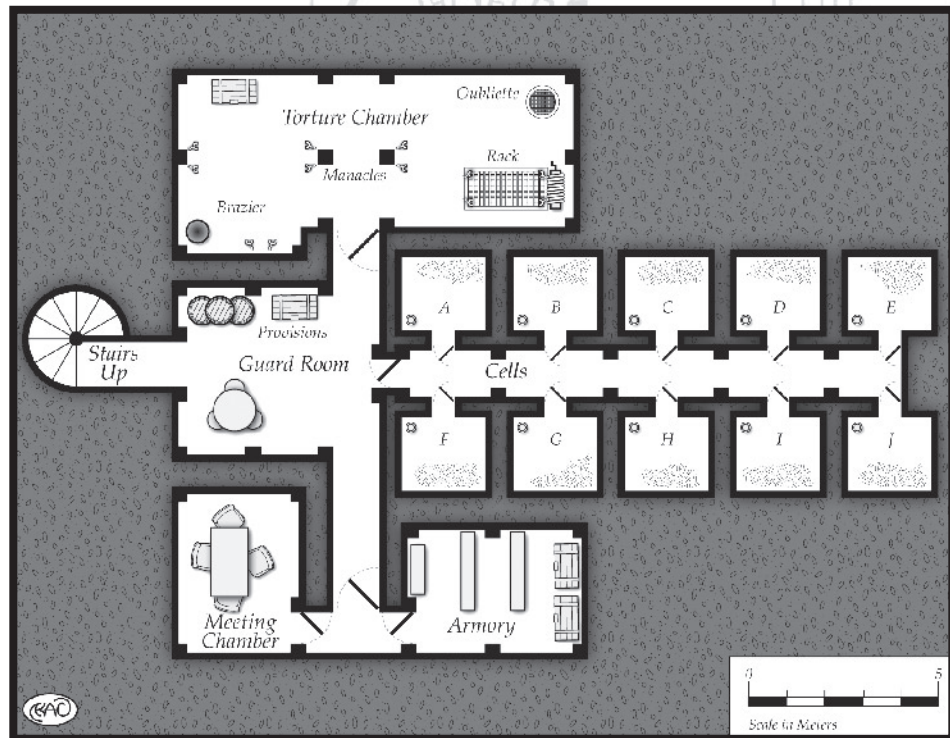 Oubliette
Torture Chamber
Rack
Manacles
Brazier
A
B
C
D
E
Provisions
Stairs
Up
Guard Room
Cells
F
G
H
I
J
Meeting
Chamber
Armory
0
5
Scale in Meters